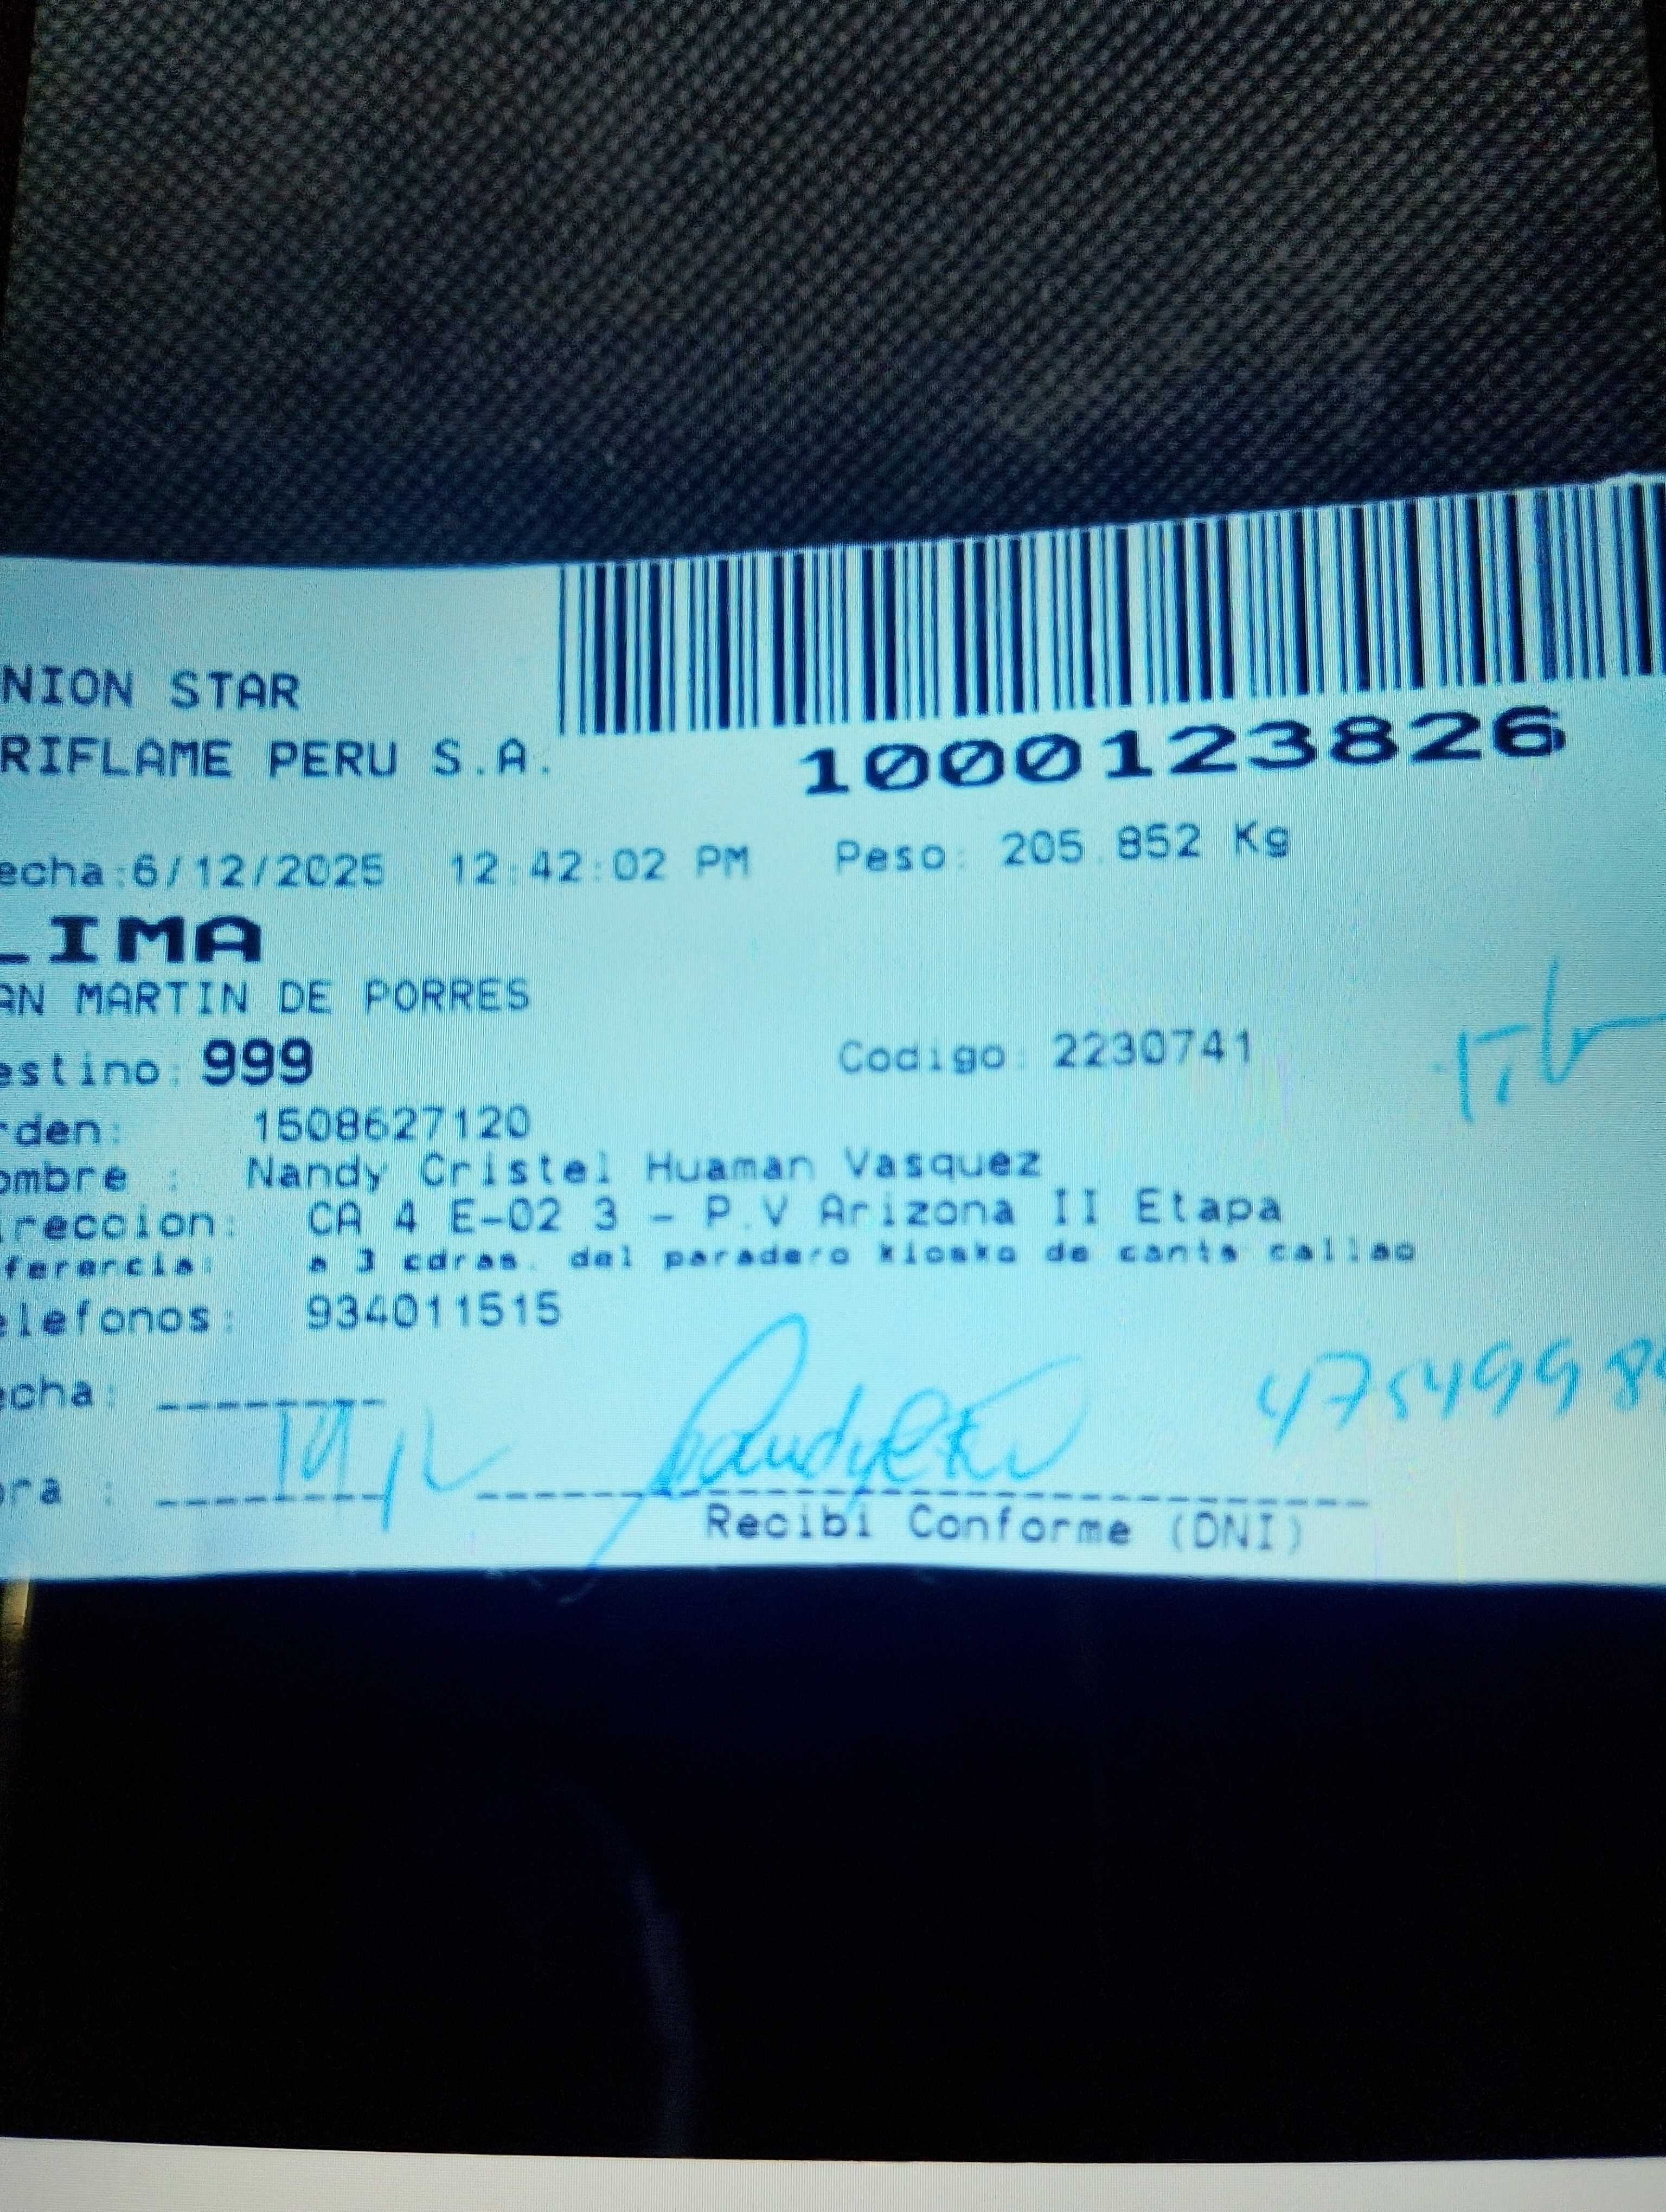 NION STAR
RIFLAME PERU S.A.
1000123826
echa:6/12/2025 12:42:02 PM Peso: 205.852 Kg
LIMA
AN MARTIN DE PORRES
estino: 999 Codigo: 2230741
rden: 1508627120
ombre : Nandy Cristel Huaman Vasquez
ireccion: CA 4 E-02 3 - P.V Arizona II Etapa
ferencia: a 3 cdras. del paradero kiosko de canta callao
elefonos: 934011515
echa:
4754998
ora :
Recibi Conforme (DNI)